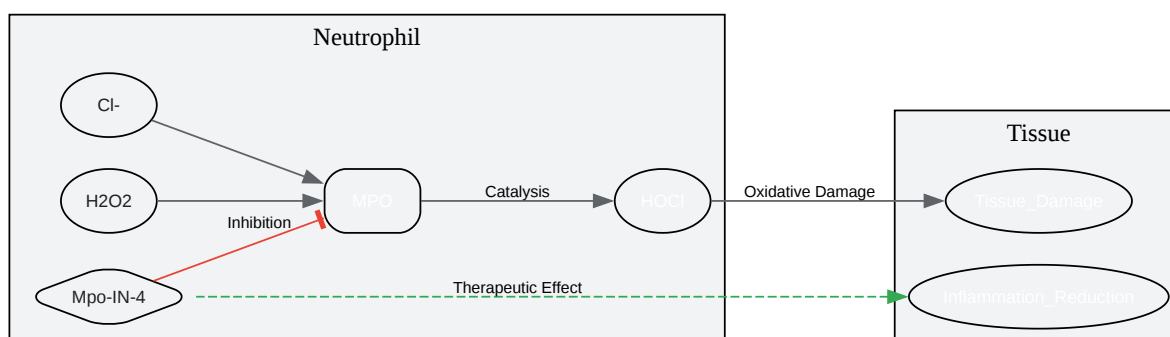 Neutrophil
Cl-
H2O2
Mpo-IN-4
Inhibition
MPO
Catalysis
HOCl
Oxidative Damage
Therapeutic Effect
Tissue
Tissue_Damage
Inflammation_Reduction